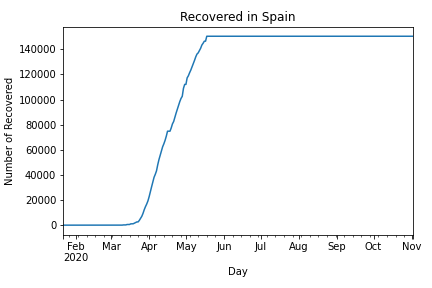 Recovered in Spain
Number of Recovered
140000
120000
100000
80000
60000
40000
20000
0
Feb Mar Apr May Jun Jul Aug Sep Oct Nov
2020
Day